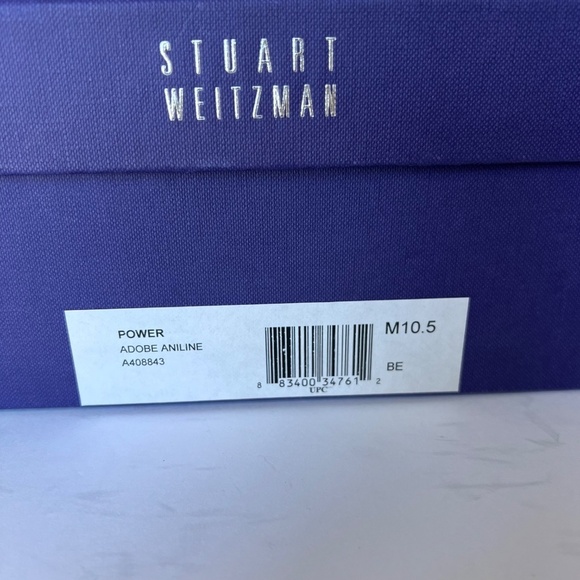 STUART
WEITZMAN
POWER
ADOBE ANILINE
A408843
8 83400 34761 2
UPC
M10.5
BE